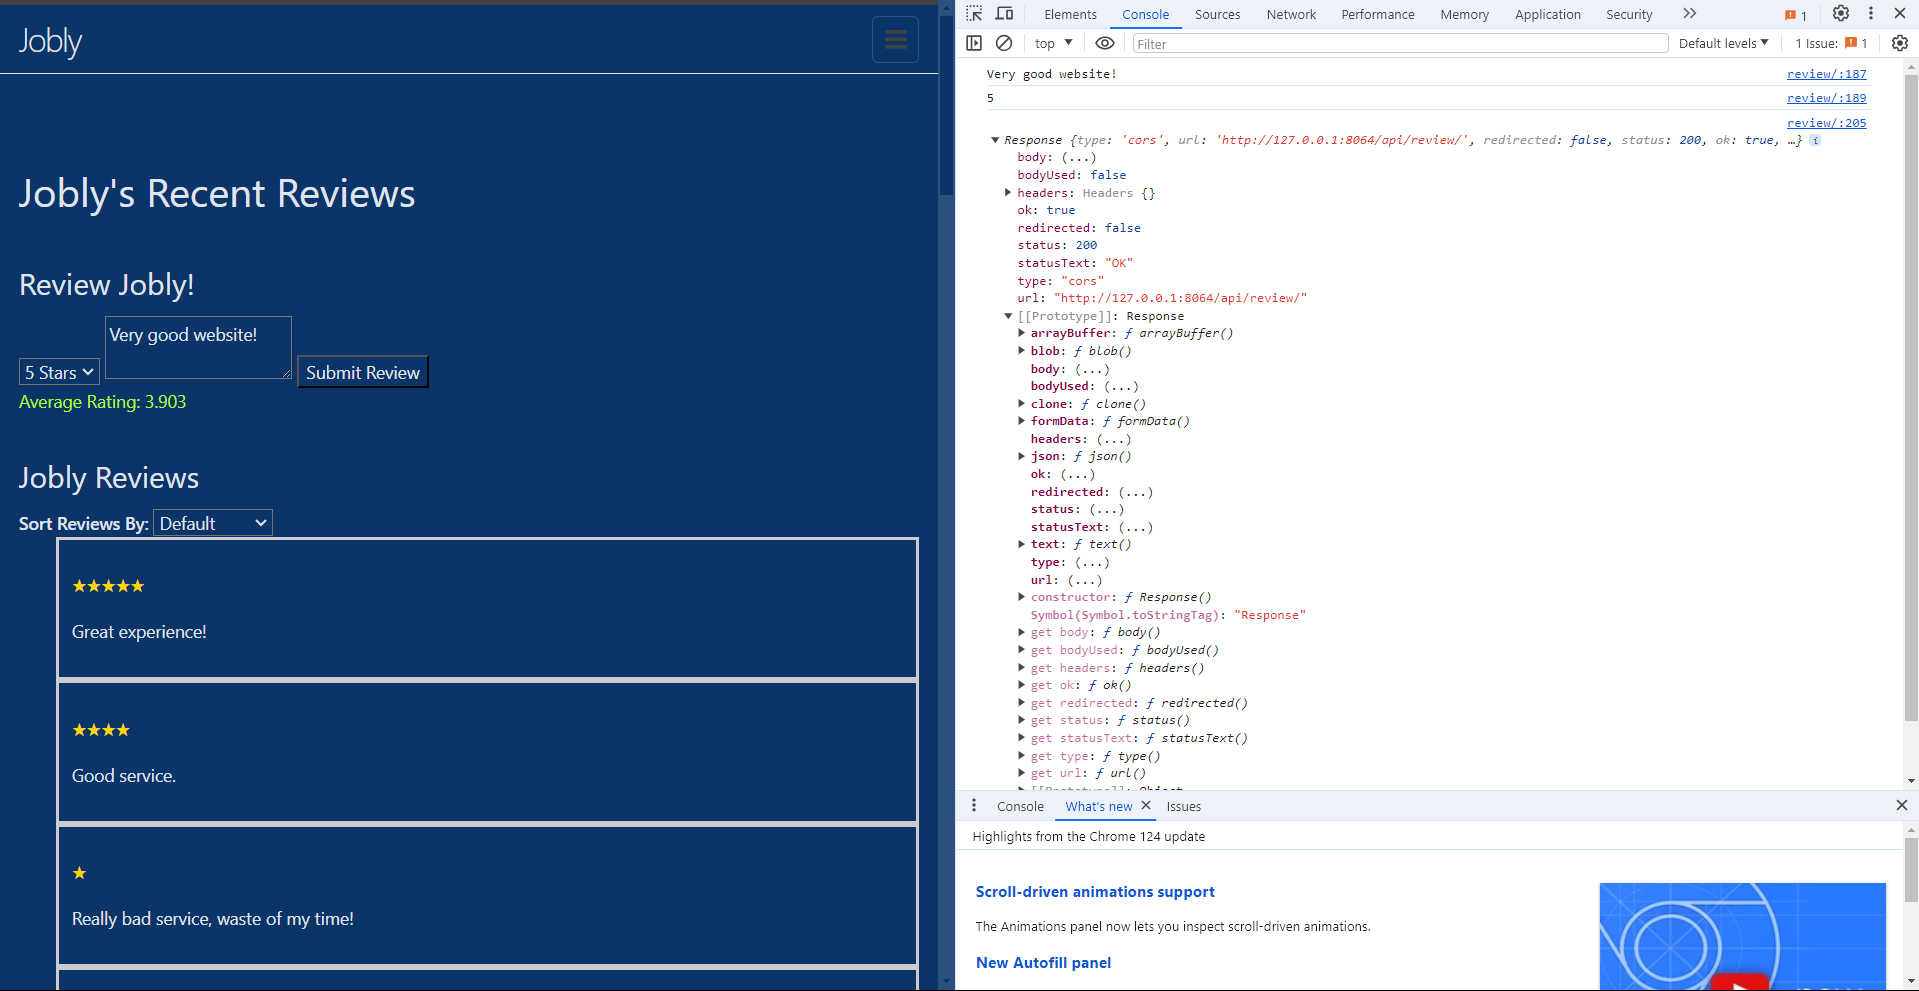 Jobly
Jobly's Recent Reviews
Review Jobly!
5 Stars
Very good website!
Submit Review
Average Rating: 3.903
Jobly Reviews
Sort Reviews By: Default
★★★★★
Great experience!
★★★★
Good service.
★
Really bad service, waste of my time!
Elements Console Sources Network Performance Memory Application Security 1
top Filter Default levels 1 Issue: 1
Very good website! review/:187
5 review/:189
review/:205
Response {type: 'cors', url: 'http://127.0.0.1:8064/api/review/', redirected: false, status: 200, ok: true, …} i
body: (...)
bodyUsed: false
headers: Headers {}
ok: true
redirected: false
status: 200
statusText: "OK"
type: "cors"
url: "http://127.0.0.1:8064/api/review/"
[[Prototype]]: Response
arrayBuffer: ƒ arrayBuffer()
blob: ƒ blob()
body: (...)
bodyUsed: (...)
clone: ƒ clone()
formData: ƒ formData()
headers: (...)
json: ƒ json()
ok: (...)
redirected: (...)
status: (...)
statusText: (...)
text: ƒ text()
type: (...)
url: (...)
constructor: ƒ Response()
Symbol(Symbol.toStringTag): "Response"
get body: ƒ body()
get bodyUsed: ƒ bodyUsed()
get headers: ƒ headers()
get ok: ƒ ok()
get redirected: ƒ redirected()
get status: ƒ status()
get statusText: ƒ statusText()
get type: ƒ type()
get url: ƒ url()
[[Prototype]]: Object
Console What's new Issues
Highlights from the Chrome 124 update
Scroll-driven animations support
The Animations panel now lets you inspect scroll-driven animations.
New Autofill panel